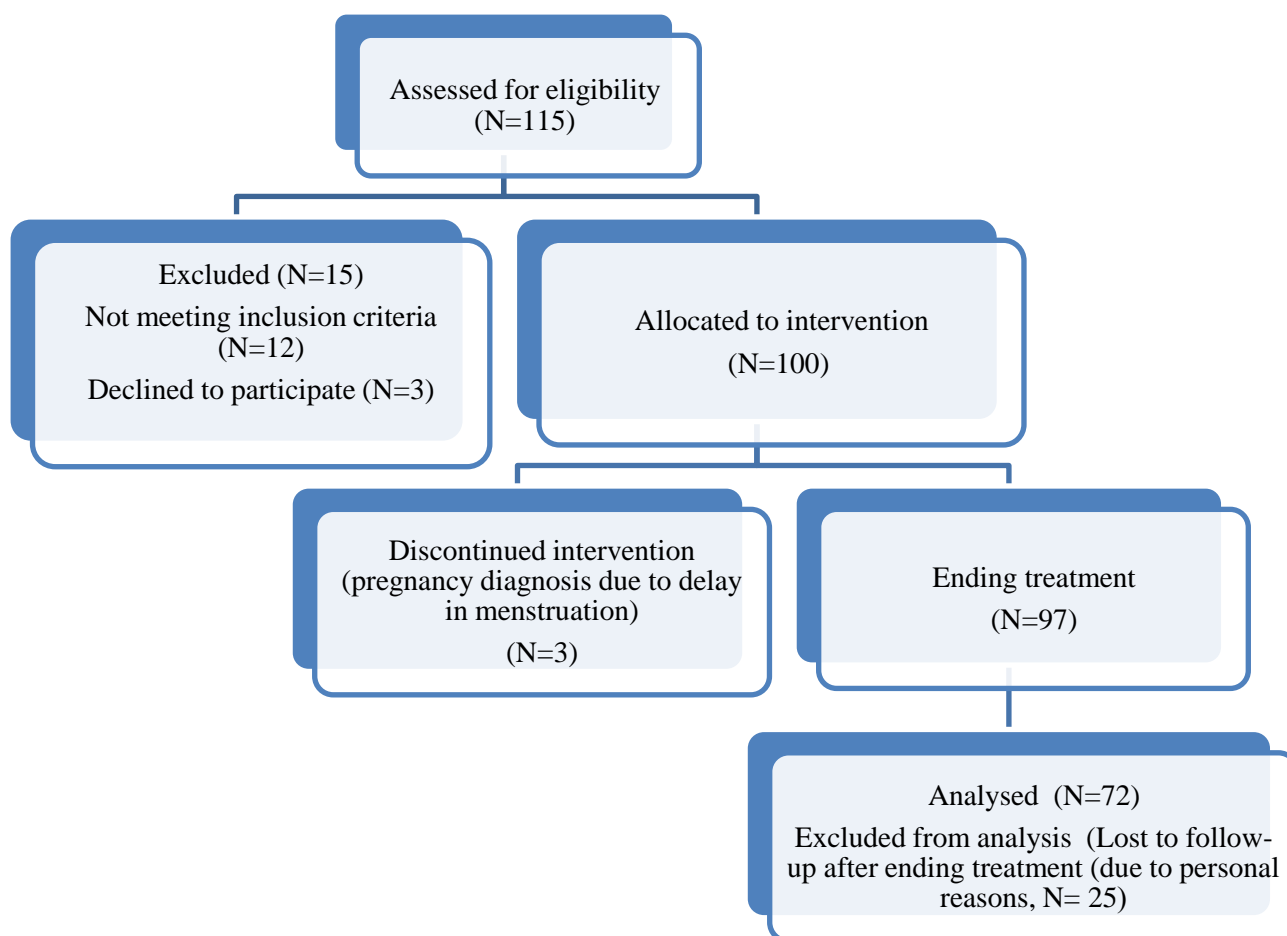 Assessed for eligibility
(N=115)
Excluded (N=15)
Not meeting inclusion criteria
(N=12)
Declined to participate (N=3)
Allocated to intervention
(N=100)
Discontinued intervention
(pregnancy diagnosis due to delay
in menstruation)
(N=3)
Ending treatment
(N=97)
Analysed  (N=72)
Excluded from analysis  (Lost to follow-
up after ending treatment (due to personal
reasons, N= 25)